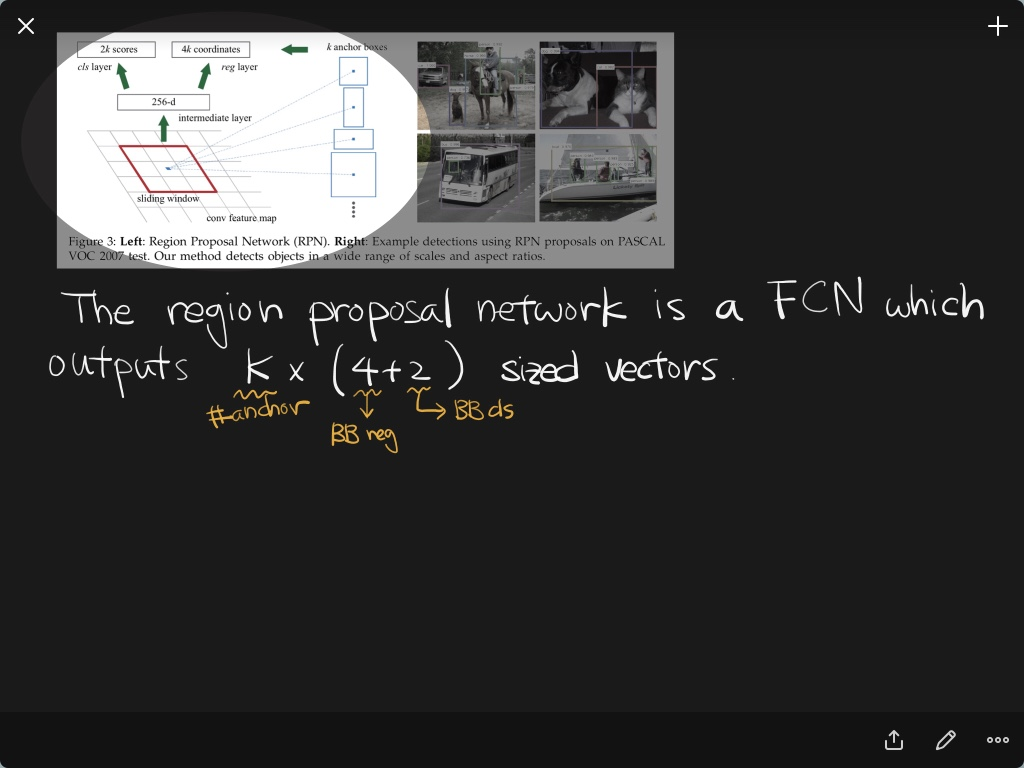 2k scores
4k coordinates
k anchor boxes
cls layer
reg layer
256-d
intermediate layer
sliding window
conv feature map
Figure 3: Left: Region Proposal Network (RPN). Right: Example detections using RPN proposals on PASCAL
VOC 2007 test. Our method detects objects in a wide range of scales and aspect ratios.
The region proposal network is a FCN which
outputs k × (4+2) sized vectors.
#anchor
BB cls
BB reg